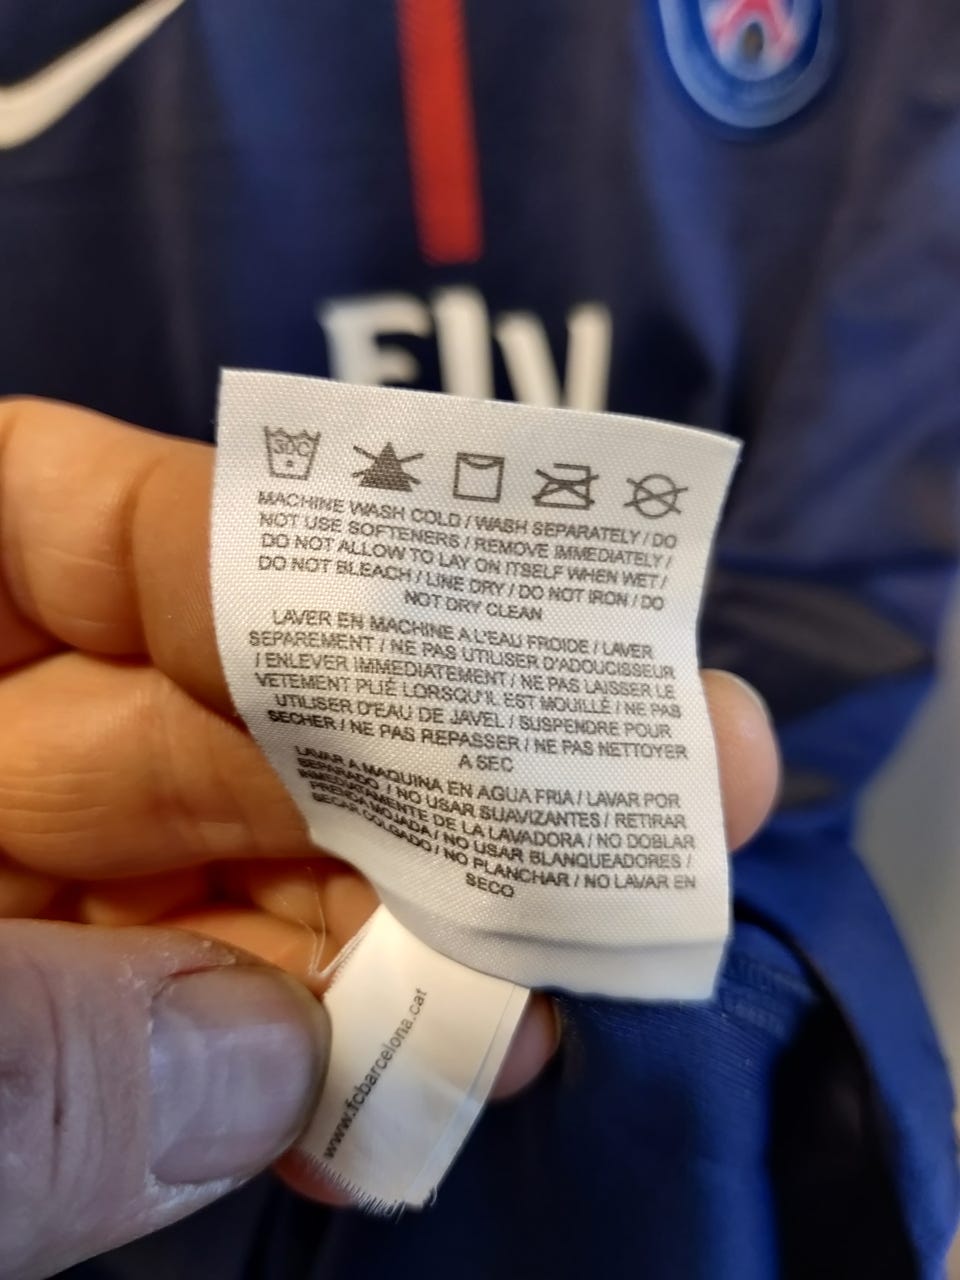 FLY
30C
MACHINE WASH COLD / WASH SEPARATELY / DO
NOT USE SOFTENERS / REMOVE IMMEDIATELY /
DO NOT ALLOW TO LAY ON ITSELF WHEN WET /
DO NOT BLEACH / LINE DRY / DO NOT IRON / DO
NOT DRY CLEAN
LAVER EN MACHINE A L'EAU FROIDE / LAVER
SEPAREMENT / NE PAS UTILISER D'ADOUCISSEUR
/ ENLEVER IMMEDIATEMENT / NE PAS LAISSER LE
VETEMENT PLIÉ LORSQU'IL EST MOUILLÉ / NE PAS
UTILISER D'EAU DE JAVEL / SUSPENDRE POUR
SECHER / NE PAS REPASSER / NE PAS NETTOYER
A SEC
LAVAR A MAQUINA EN AGUA FRIA / LAVAR POR
SEPARADO / NO USAR SUAVIZANTES / RETIRAR
INMEDIATAMENTE DE LA LAVADORA / NO DOBLAR
PRENDA MOJADA / NO USAR BLANQUEADORES /
SECAR COLGADO / NO PLANCHAR / NO LAVAR EN
SECO
www.fcbarcelona.cat